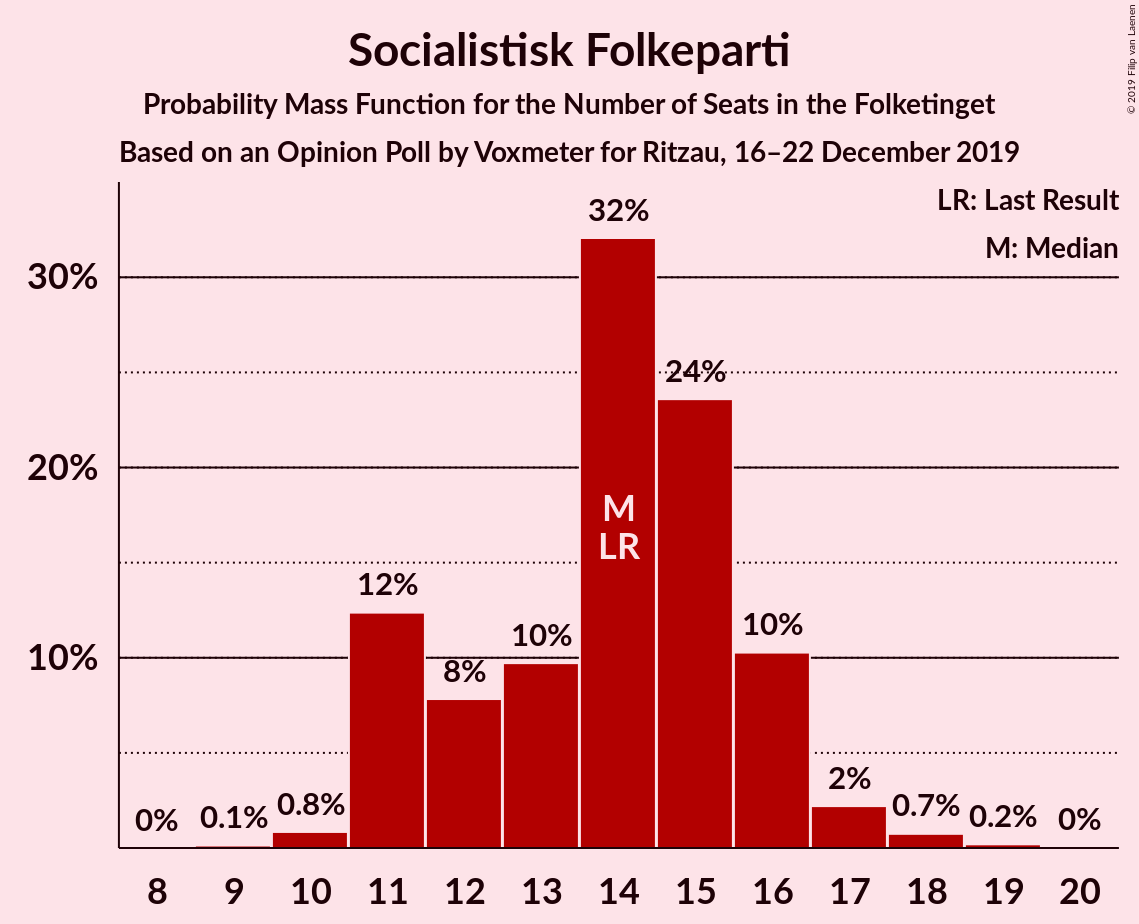 Socialistisk Folkeparti
Probability Mass Function for the Number of Seats in the Folketinget
Based on an Opinion Poll by Voxmeter for Ritzau, 16–22 December 2019
© 2019 Filip van Laenen
LR: Last Result
M: Median
30%
20%
10%
0%
0.1%
0.8%
12%
8%
10%
32%
24%
10%
2%
0.7%
0.2%
0%
M
LR
8 9 10 11 12 13 14 15 16 17 18 19 20